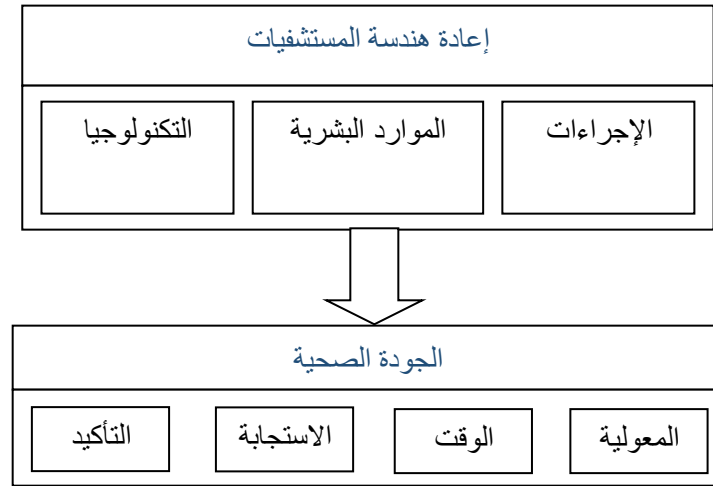 إعادة هندسة المستشفيات
الإجراءات
الموارد البشرية
التكنولوجيا
الجودة الصحية
المعولية
الوقت
الاستجابة
التأكيد